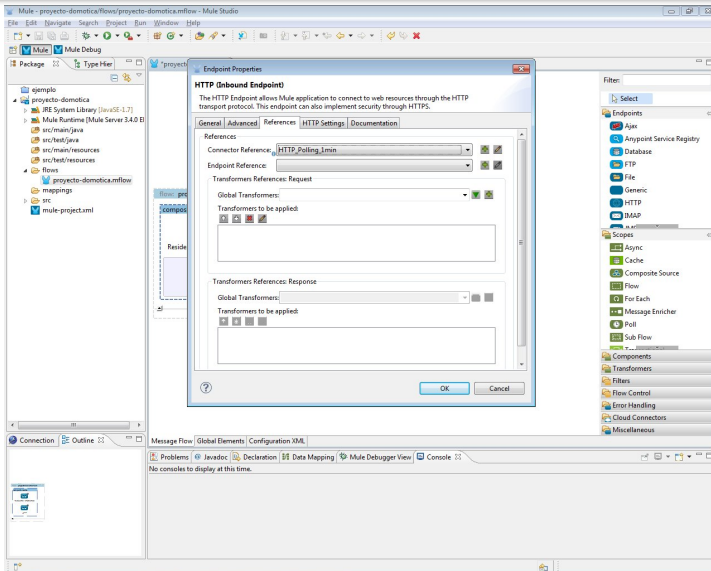 Mule - proyecto-domotica/flows/proyecto-domotica.mflow - Mule Studio
File Edit Navigate Search Project Run Window Help
Mule Mule Debug
Package Type Hier
ejemplo
proyecto-domotica
JRE System Library [JavaSE-1.7]
Mule Runtime [Mule Server 3.4.0 EI
src/main/java
src/test/java
src/main/resources
src/test/resources
flows
proyecto-domotica.mflow
mappings
src
mule-project.xml
*proyect
flow: pro
compos
Reside
Endpoint Properties
HTTP (Inbound Endpoint)
The HTTP Endpoint allows Mule application to connect to web resources through the HTTP
transport protocol. This endpoint can also implement security through HTTPS.
General Advanced References HTTP Settings Documentation
References
Connector Reference: HTTP_Polling_1min
Endpoint Reference:
Transformers References: Request
Global Transformers:
Transformers to be applied:
Transformers References: Response
Global Transformers:
Transformers to be applied:
OK Cancel
Filter:
Select
Endpoints
Ajax
Anypoint Service Registry
Database
FTP
File
Generic
HTTP
IMAP
Scopes
Async
Cache
Composite Source
Flow
For Each
Message Enricher
Poll
Sub Flow
Components
Transformers
Filters
Flow Control
Error Handling
Cloud Connectors
Miscellaneous
Message Flow Global Elements Configuration XML
Connection Outline
Problems Javadoc Declaration Data Mapping Mule Debugger View Console
No consoles to display at this time.